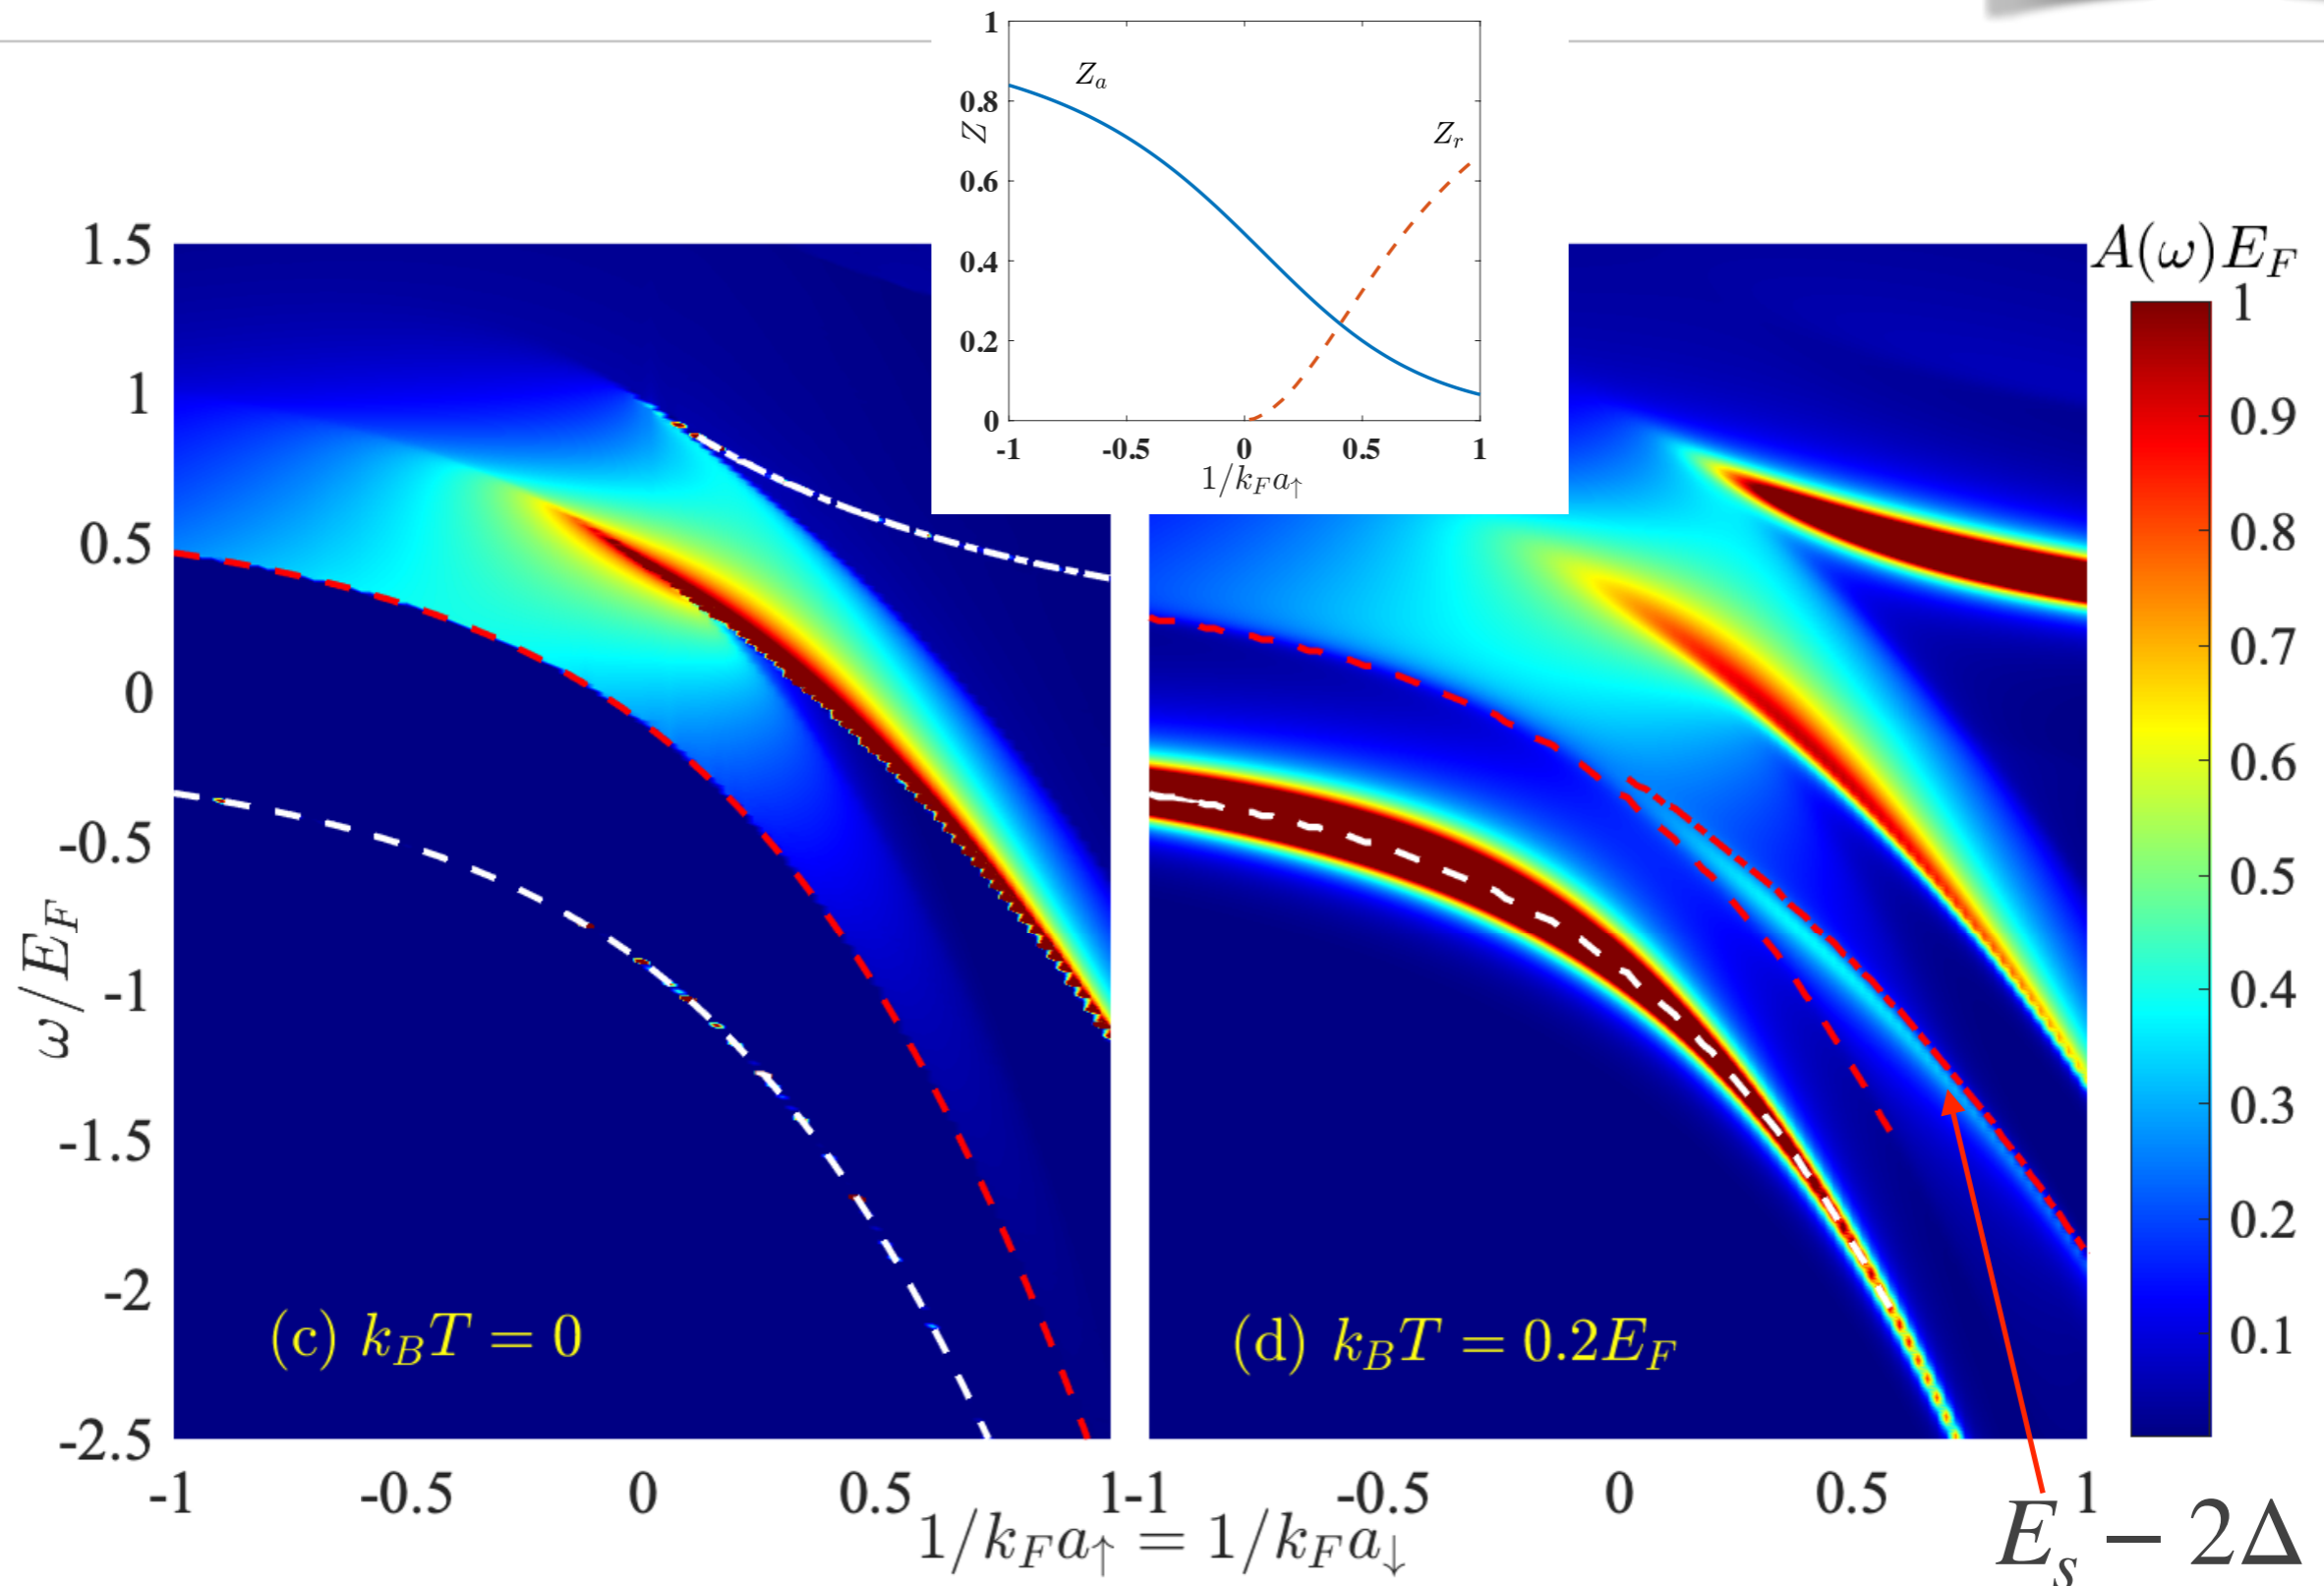 1
0.8
0.6
0.4
0.2
0
Z
Z_a
Z_r
-1 -0.5 0 0.5 1
1/k_F a_↑
1.5
1
0.5
0
-0.5
-1
-1.5
-2
-2.5
ω/E_F
(c) k_BT = 0
(d) k_BT = 0.2E_F
A(ω)E_F
1
0.9
0.8
0.7
0.6
0.5
0.4
0.3
0.2
0.1
-1 -0.5 0 0.5 1
-1 -0.5 0 0.5 1
1/k_F a_↑ = 1/k_F a_↓
E_s − 2Δ